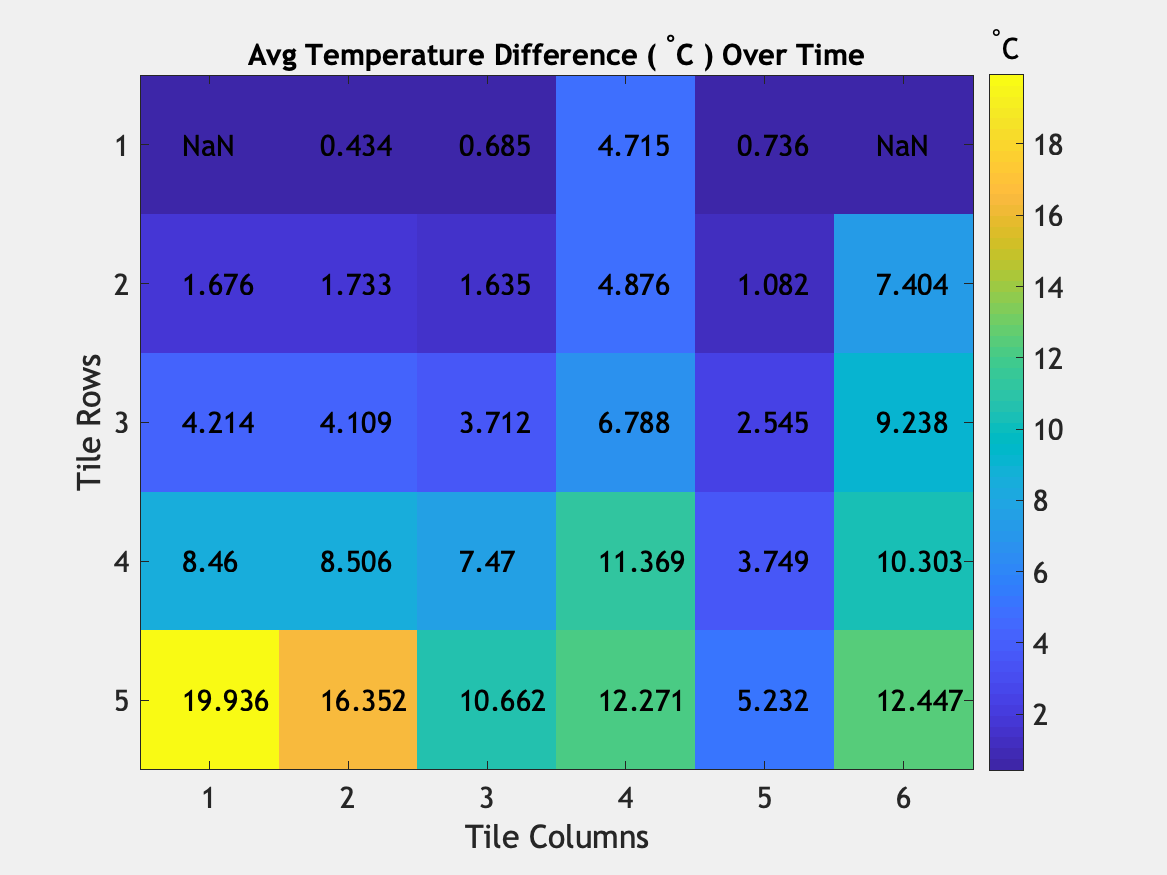 °C
Avg Temperature Difference ( °C ) Over Time
1 NaN 0.434 0.685 4.715 0.736 NaN
2 1.676 1.733 1.635 4.876 1.082 7.404
3 4.214 4.109 3.712 6.788 2.545 9.238
4 8.46 8.506 7.47 11.369 3.749 10.303
5 19.936 16.352 10.662 12.271 5.232 12.447
1 2 3 4 5 6
Tile Columns
Tile Rows
18
16
14
12
10
8
6
4
2